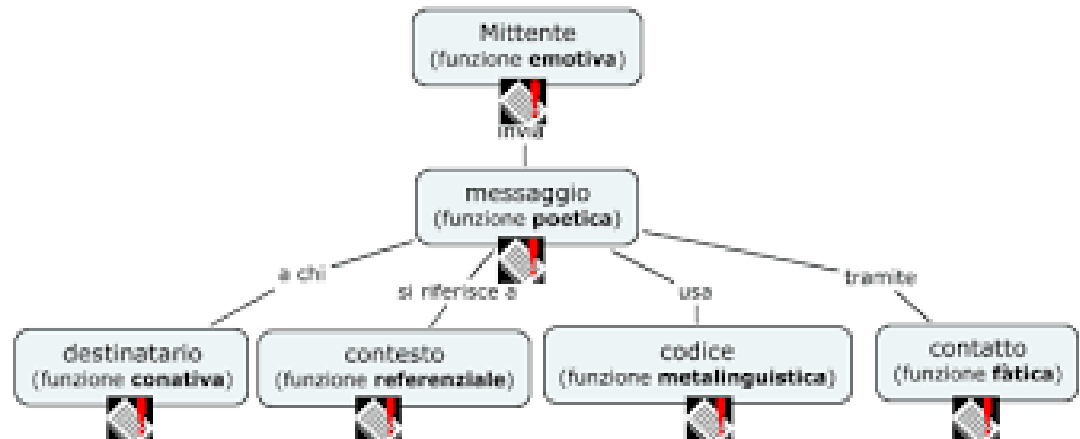 Mittente
(funzione emotiva)
invia
messaggio
(funzione poetica)
a chi
si riferisce a
usa
tramite
destinatario
(funzione conativa)
contesto
(funzione referenziale)
codice
(funzione metalinguistica)
contatto
(funzione fàtica)